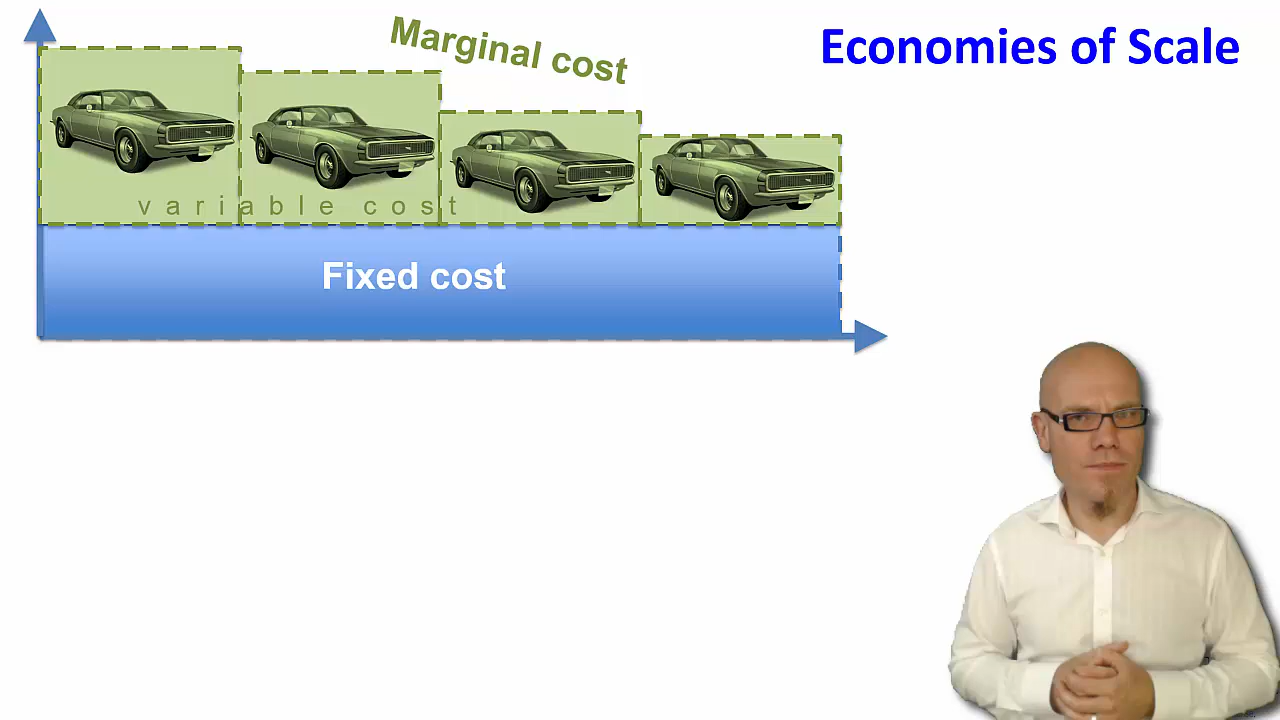 Economies of Scale
Marginal cost
variable cost
Fixed cost